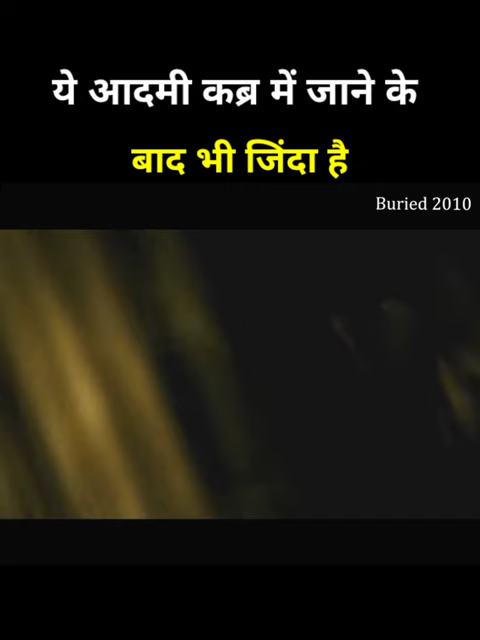 ये आदमी कब्र में जाने के
बाद भी जिंदा है
Buried 2010